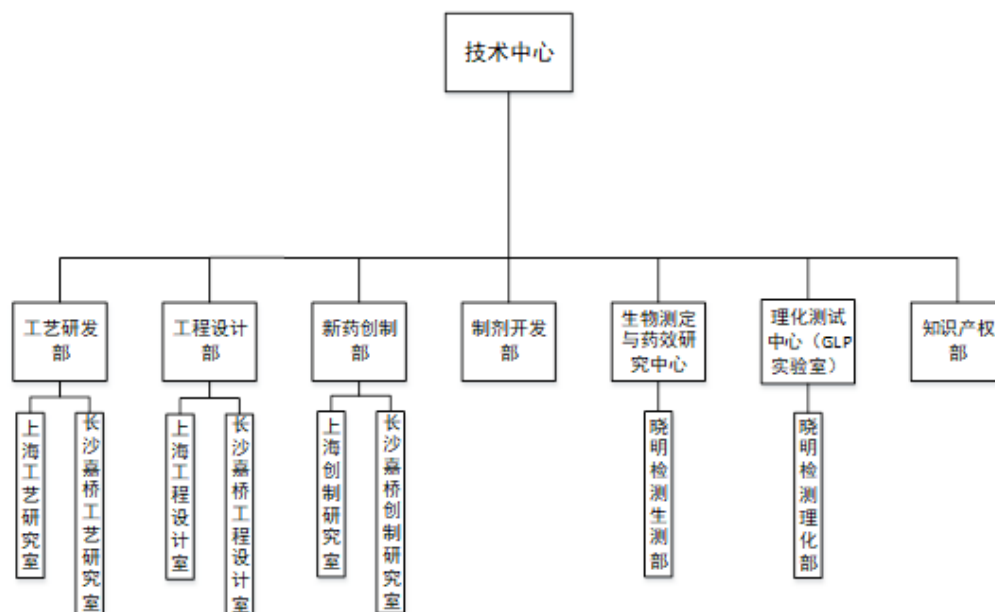 技术中心
工艺研发
部
工程设计
部
新药创制
部
制剂开发
部
生物测定
与药效研
究中心
理化测试
中心（GLP
实验室）
知识产权
部
上海工艺研究室
长沙嘉桥工艺研究室
上海工程设计室
长沙嘉桥工程设计室
上海创制研究室
长沙嘉桥创制研究室
晓明检测生测部
晓明检测理化部